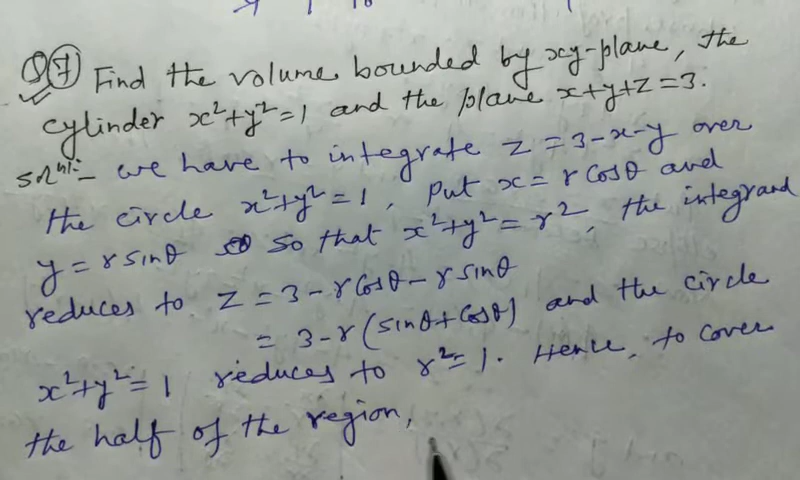 Q 7 Find the volume bounded by xy-plane, the
cylinder x²+y²=1 and the plane x+y+z=3.
Solⁿ:- we have to integrate z = 3-x-y over
the circle x²+y²=1, Put x = r cosθ and
y = r sinθ so that x²+y² = r², the integrand
reduces to z = 3-r cosθ - r sinθ
= 3-r(sinθ+cosθ) and the circle
x²+y²=1 reduces to r²=1. Hence, to cover
the half of the region,